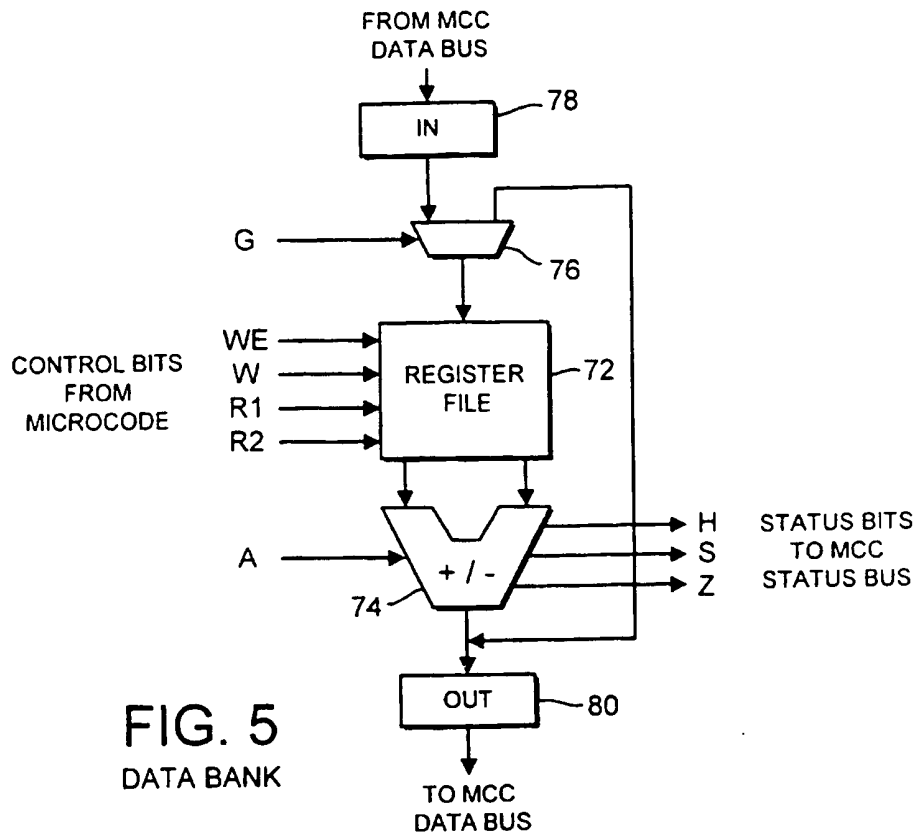 FROM MCC
DATA BUS
78
IN
G
76
CONTROL BITS
FROM
MICROCODE
WE
W
R1
R2
REGISTER
FILE
72
A
+ / -
74
H
S
Z
STATUS BITS
TO MCC
STATUS BUS
OUT
80
FIG. 5
DATA BANK
TO MCC
DATA BUS